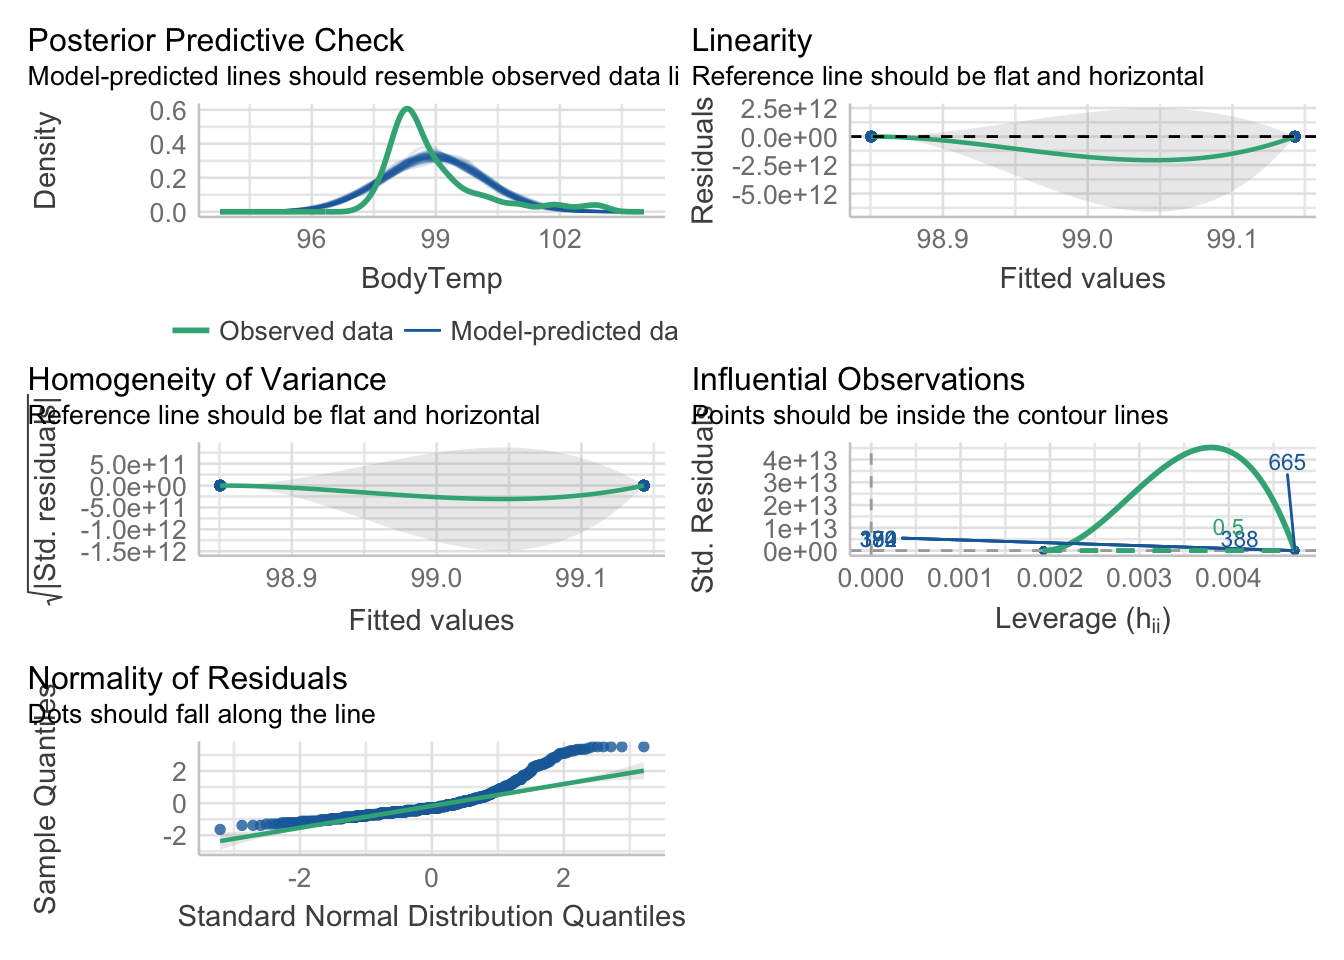 Posterior Predictive Check
Model-predicted lines should resemble observed data li
Density
0.6
0.4
0.2
0.0
96 99 102
BodyTemp
Observed data Model-predicted da
Linearity
Reference line should be flat and horizontal
Residuals
2.5e+12
0.0e+00
-2.5e+12
-5.0e+12
98.9 99.0 99.1
Fitted values
Homogeneity of Variance
Reference line should be flat and horizontal
√|Std. residuals|
5.0e+11
0.0e+00
-5.0e+11
-1.0e+12
-1.5e+12
98.9 99.0 99.1
Fitted values
Influential Observations
Points should be inside the contour lines
Std. Residuals
4e+13
3e+13
2e+13
1e+13
0e+00
665
0.5
388
0.000 0.001 0.002 0.003 0.004
Leverage (hii)
Normality of Residuals
Dots should fall along the line
Sample Quantiles
2
0
-2
-2 0 2
Standard Normal Distribution Quantiles